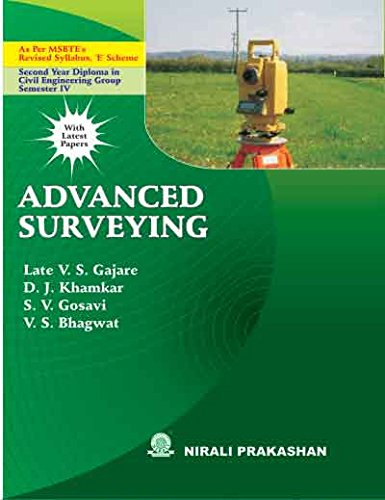 As Per MSBTE's
Revised Syllabus, 'E' Scheme
Second Year Diploma in
Civil Engineering Group
Semester IV
With
Latest
Papers
ADVANCED
SURVEYING
Late V. S. Gajare
D. J. Khamkar
S. V. Gosavi
V. S. Bhagwat
NIRALI PRAKASHAN